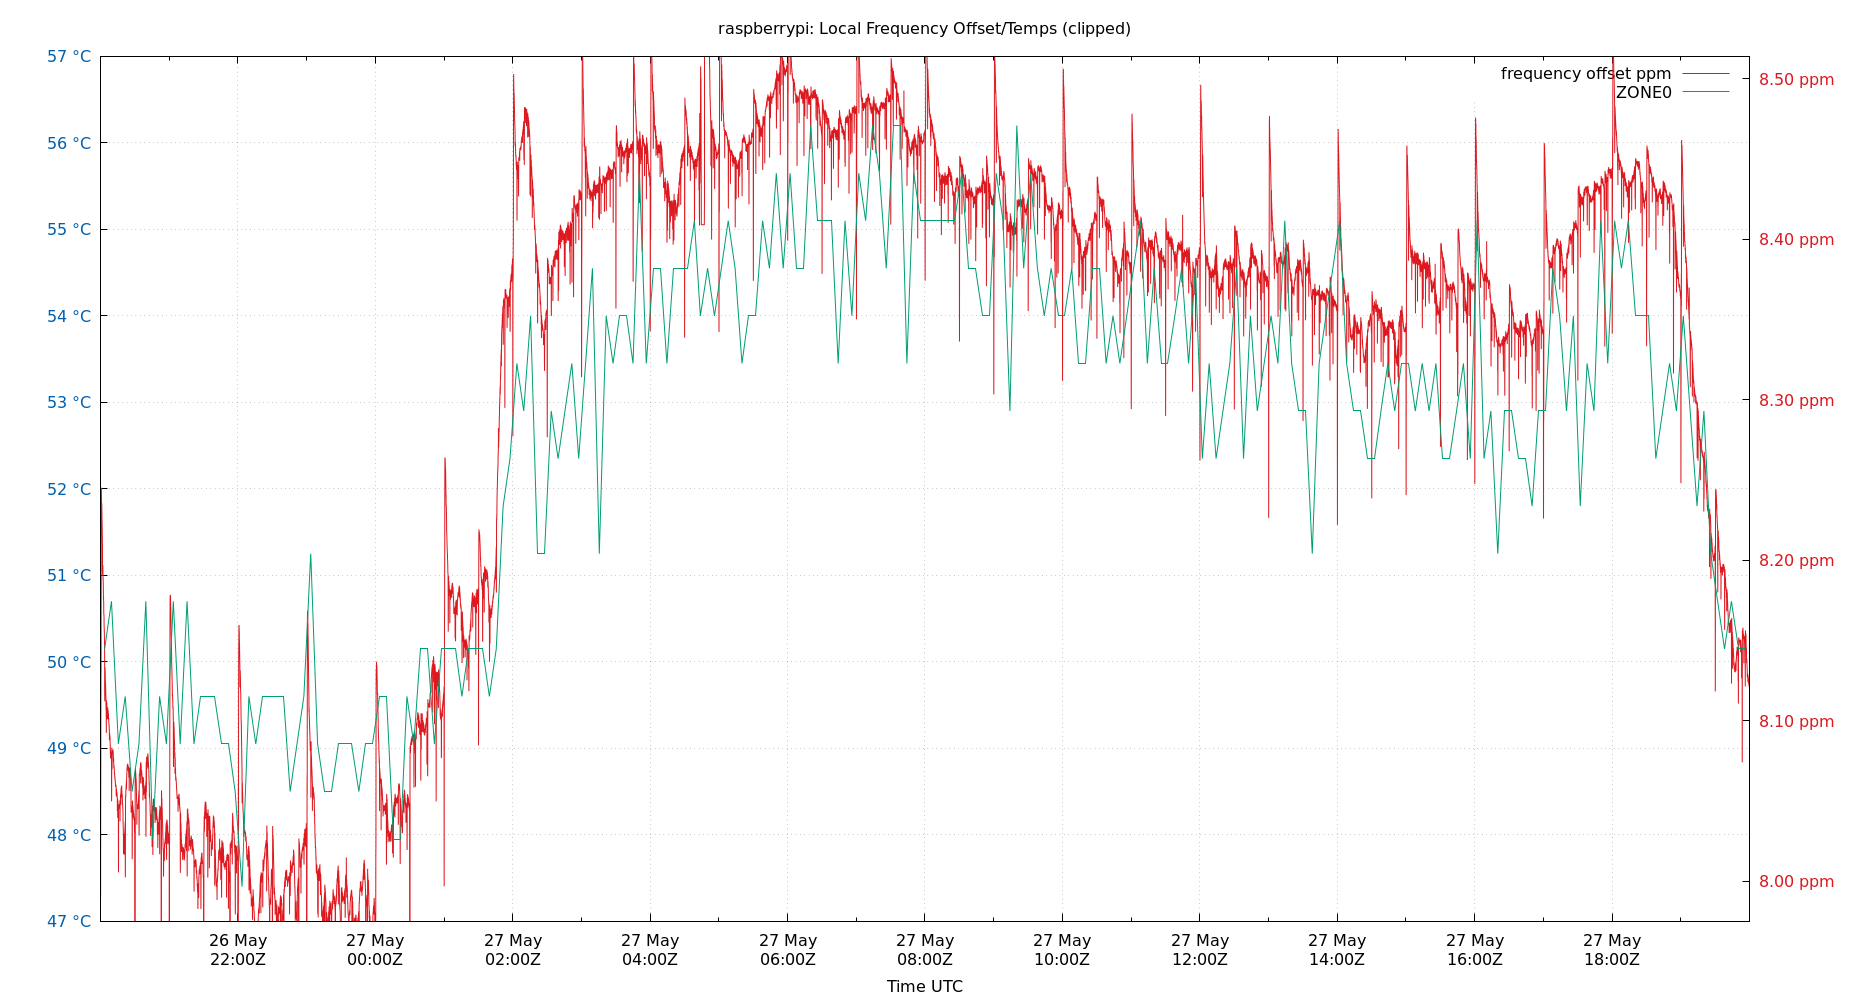 raspberrypi: Local Frequency Offset/Temps (clipped)
frequency offset ppm
ZONE0
57 °C
56 °C
55 °C
54 °C
53 °C
52 °C
51 °C
50 °C
49 °C
48 °C
47 °C
8.50 ppm
8.40 ppm
8.30 ppm
8.20 ppm
8.10 ppm
8.00 ppm
26 May 22:00Z
27 May 00:00Z
27 May 02:00Z
27 May 04:00Z
27 May 06:00Z
27 May 08:00Z
27 May 10:00Z
27 May 12:00Z
27 May 14:00Z
27 May 16:00Z
27 May 18:00Z
Time UTC